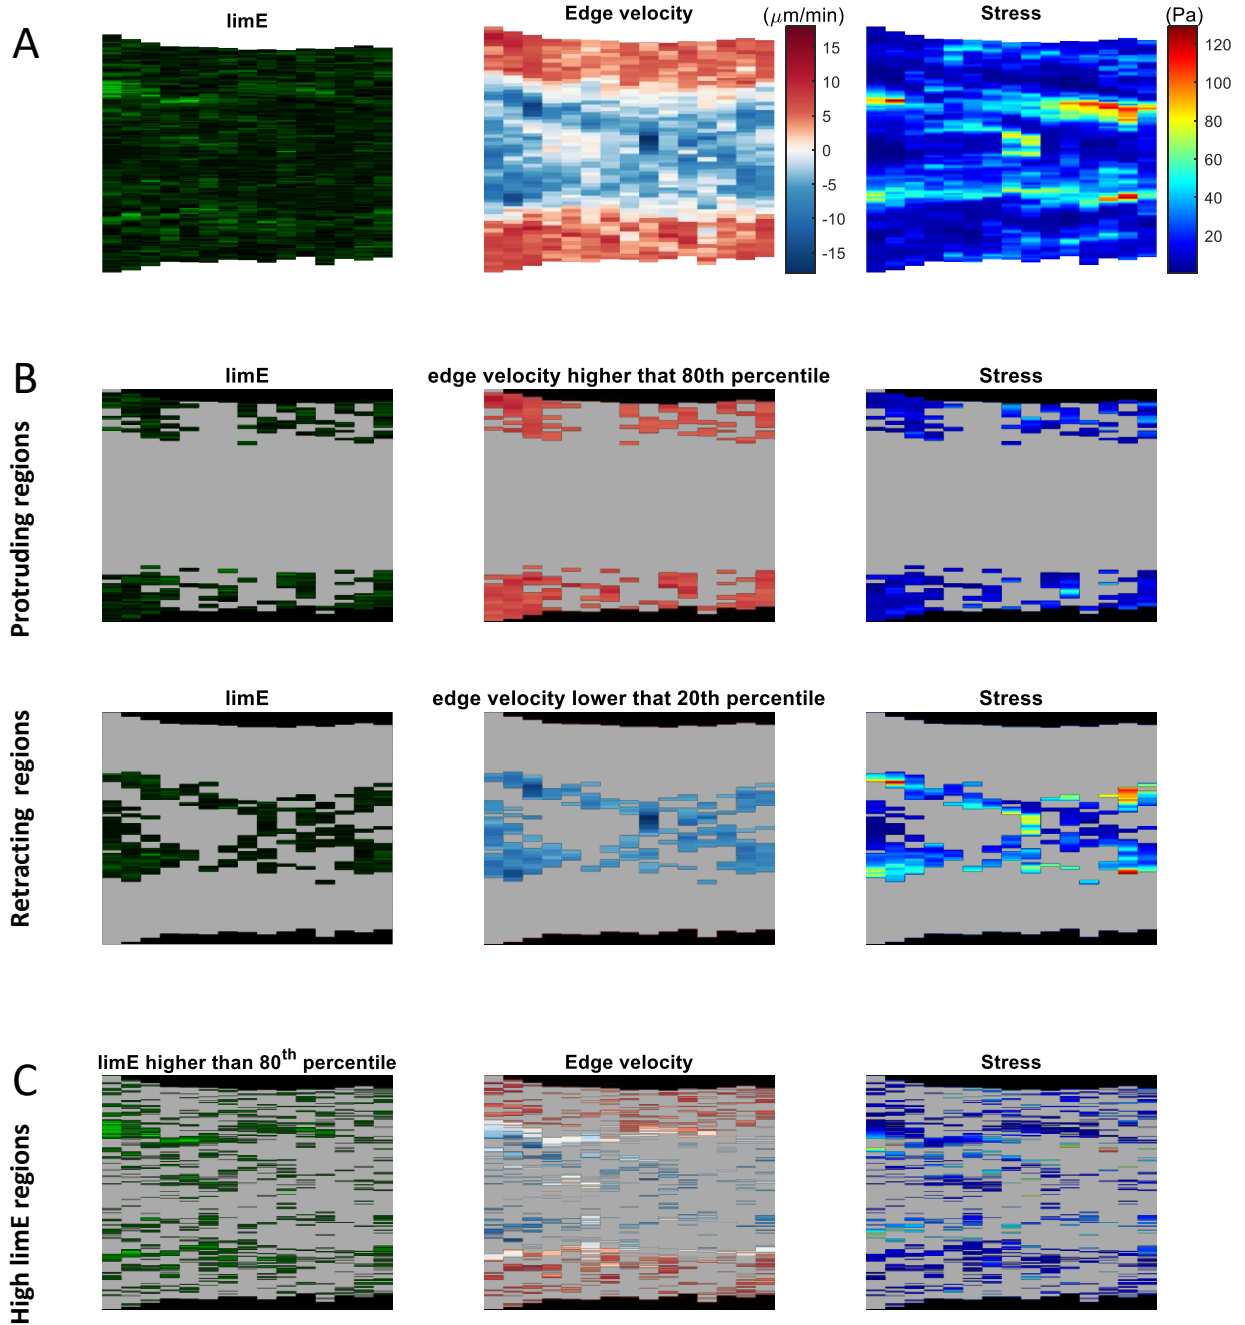 A
limE
Edge velocity
(μm/min)
15
10
5
0
-5
-10
-15
Stress
(Pa)
120
100
80
60
40
20
B
Protruding regions
limE
edge velocity higher that 80th percentile
Stress
Retracting regions
limE
edge velocity lower that 20th percentile
Stress
C
High limE regions
limE higher than 80th percentile
Edge velocity
Stress